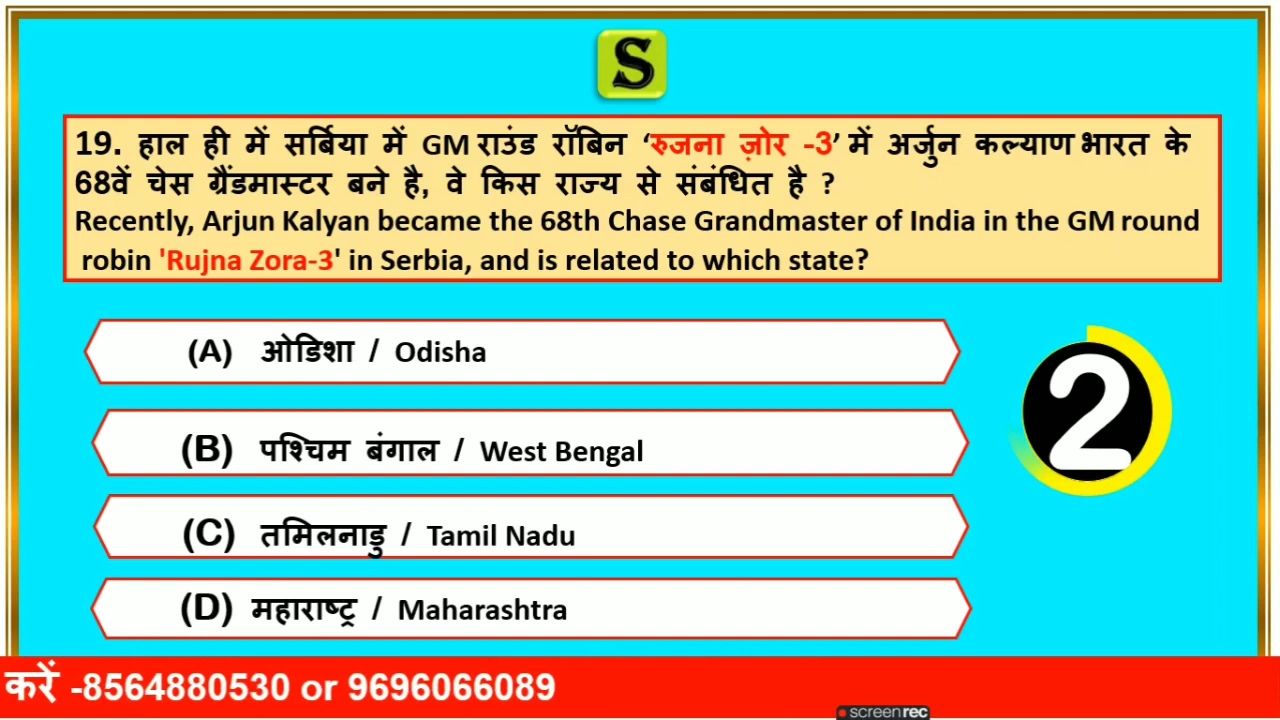 S
19. हाल ही में सर्बिया में GM राउंड रॉबिन ‘रुजना ज़ोर -3’ में अर्जुन कल्याण भारत के
68वें चेस ग्रैंडमास्टर बने है, वे किस राज्य से संबंधित है ?
Recently, Arjun Kalyan became the 68th Chase Grandmaster of India in the GM round
robin 'Rujna Zora-3' in Serbia, and is related to which state?
(A) ओडिशा / Odisha
2
(B) पश्चिम बंगाल / West Bengal
(C) तमिलनाडु / Tamil Nadu
(D) महाराष्ट्र / Maharashtra
करें -8564880530 or 9696066089
screenrec